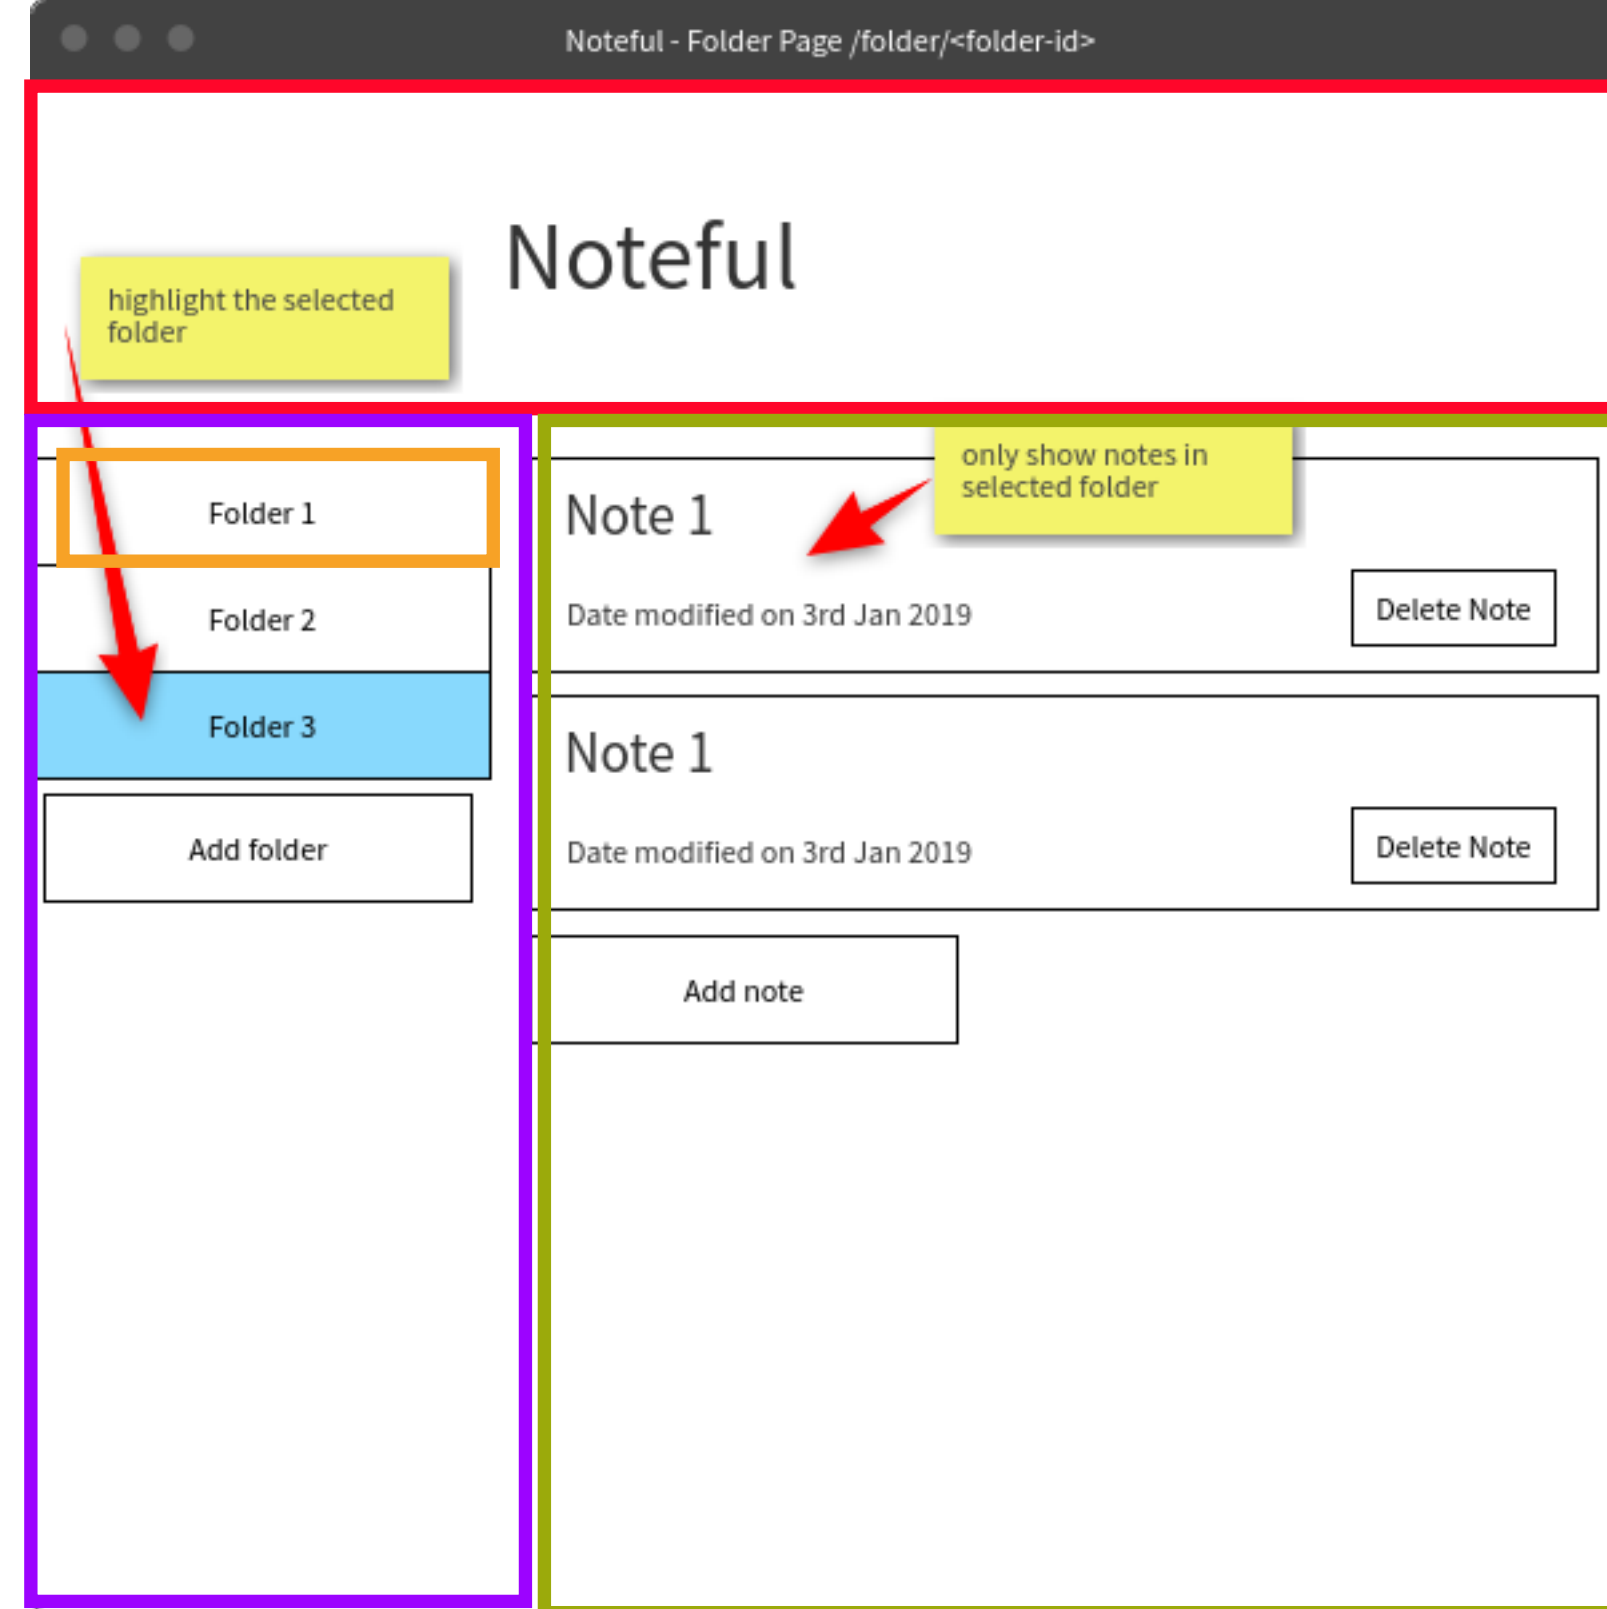 Noteful - Folder Page /folder/<folder-id>
Noteful
highlight the selected
folder
Folder 1
Folder 2
Folder 3
Add folder
only show notes in
selected folder
Note 1
Date modified on 3rd Jan 2019
Delete Note
Note 1
Date modified on 3rd Jan 2019
Delete Note
Add note